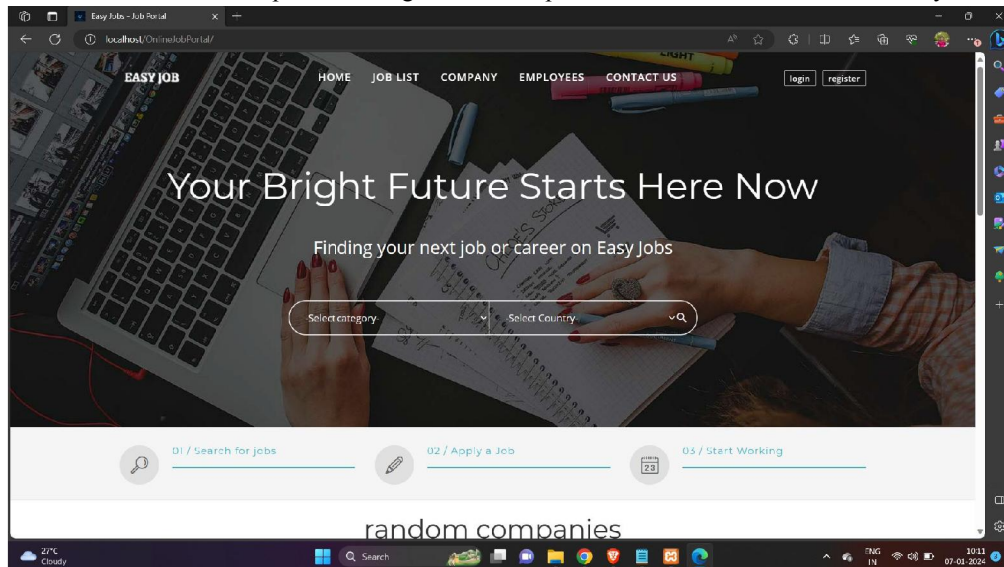 Easy Jobs - Job Portal
localhost/OnlineJobPortal/
EASY JOB HOME JOB LIST COMPANY EMPLOYEES CONTACT US login register
LIGHT
Your Bright Future Starts Here Now
Finding your next job or career on Easy Jobs
-Select category- -Select Country-
01 / Search for jobs 02 / Apply a Job 03 / Start Working
23
random companies
27°C
Cloudy
Search
ENG
IN
10:11
07-01-2024